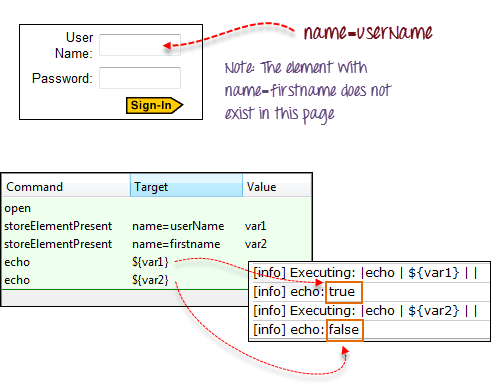 User
Name:
name=userName
Password:
Sign-In
Note: The element with
name=firstname does not
exist in this page
Command Target Value
open
storeElementPresent name=userName var1
storeElementPresent name=firstname var2
echo ${var1}
echo ${var2}
[info] Executing: |echo | ${var1} | |
[info] echo: true
[info] Executing: |echo | ${var2} | |
[info] echo: false